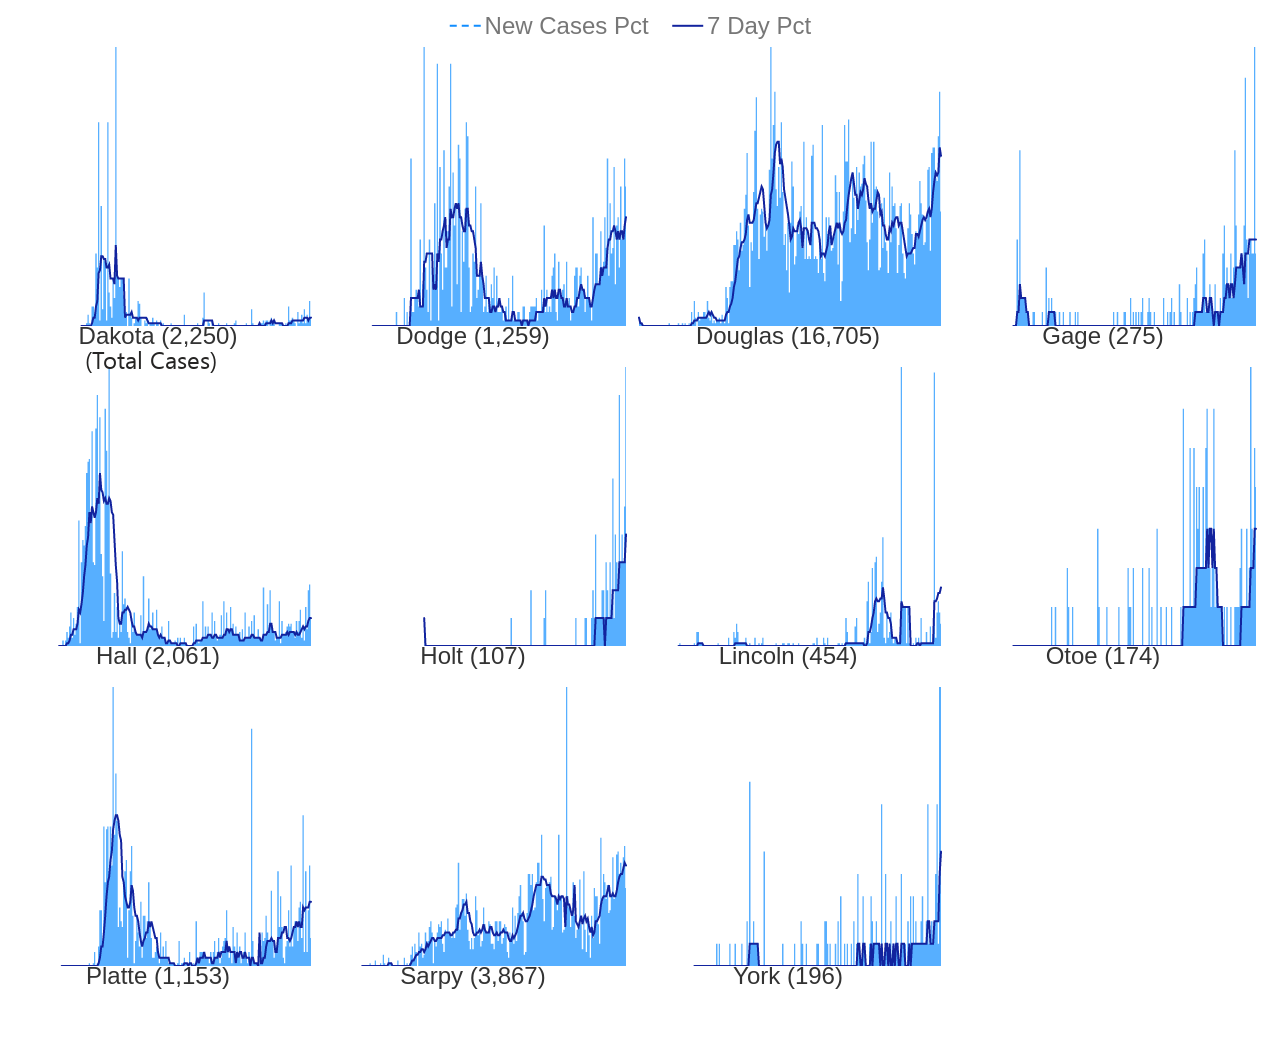 New Cases Pct 7 Day Pct
Dakota (2,250) Dodge (1,259) Douglas (16,705) Gage (275)
(Total Cases)
Hall (2,061) Holt (107) Lincoln (454) Otoe (174)
Platte (1,153) Sarpy (3,867) York (196)